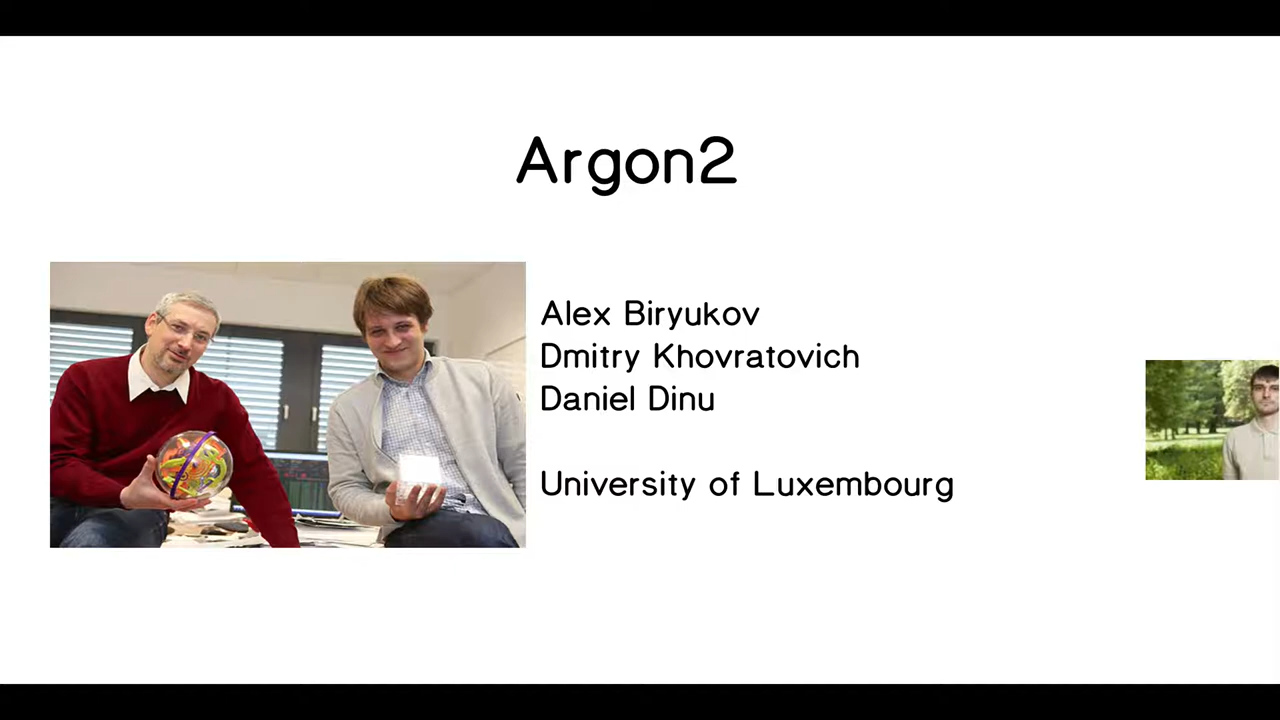 Argon2
Alex Biryukov
Dmitry Khovratovich
Daniel Dinu
University of Luxembourg